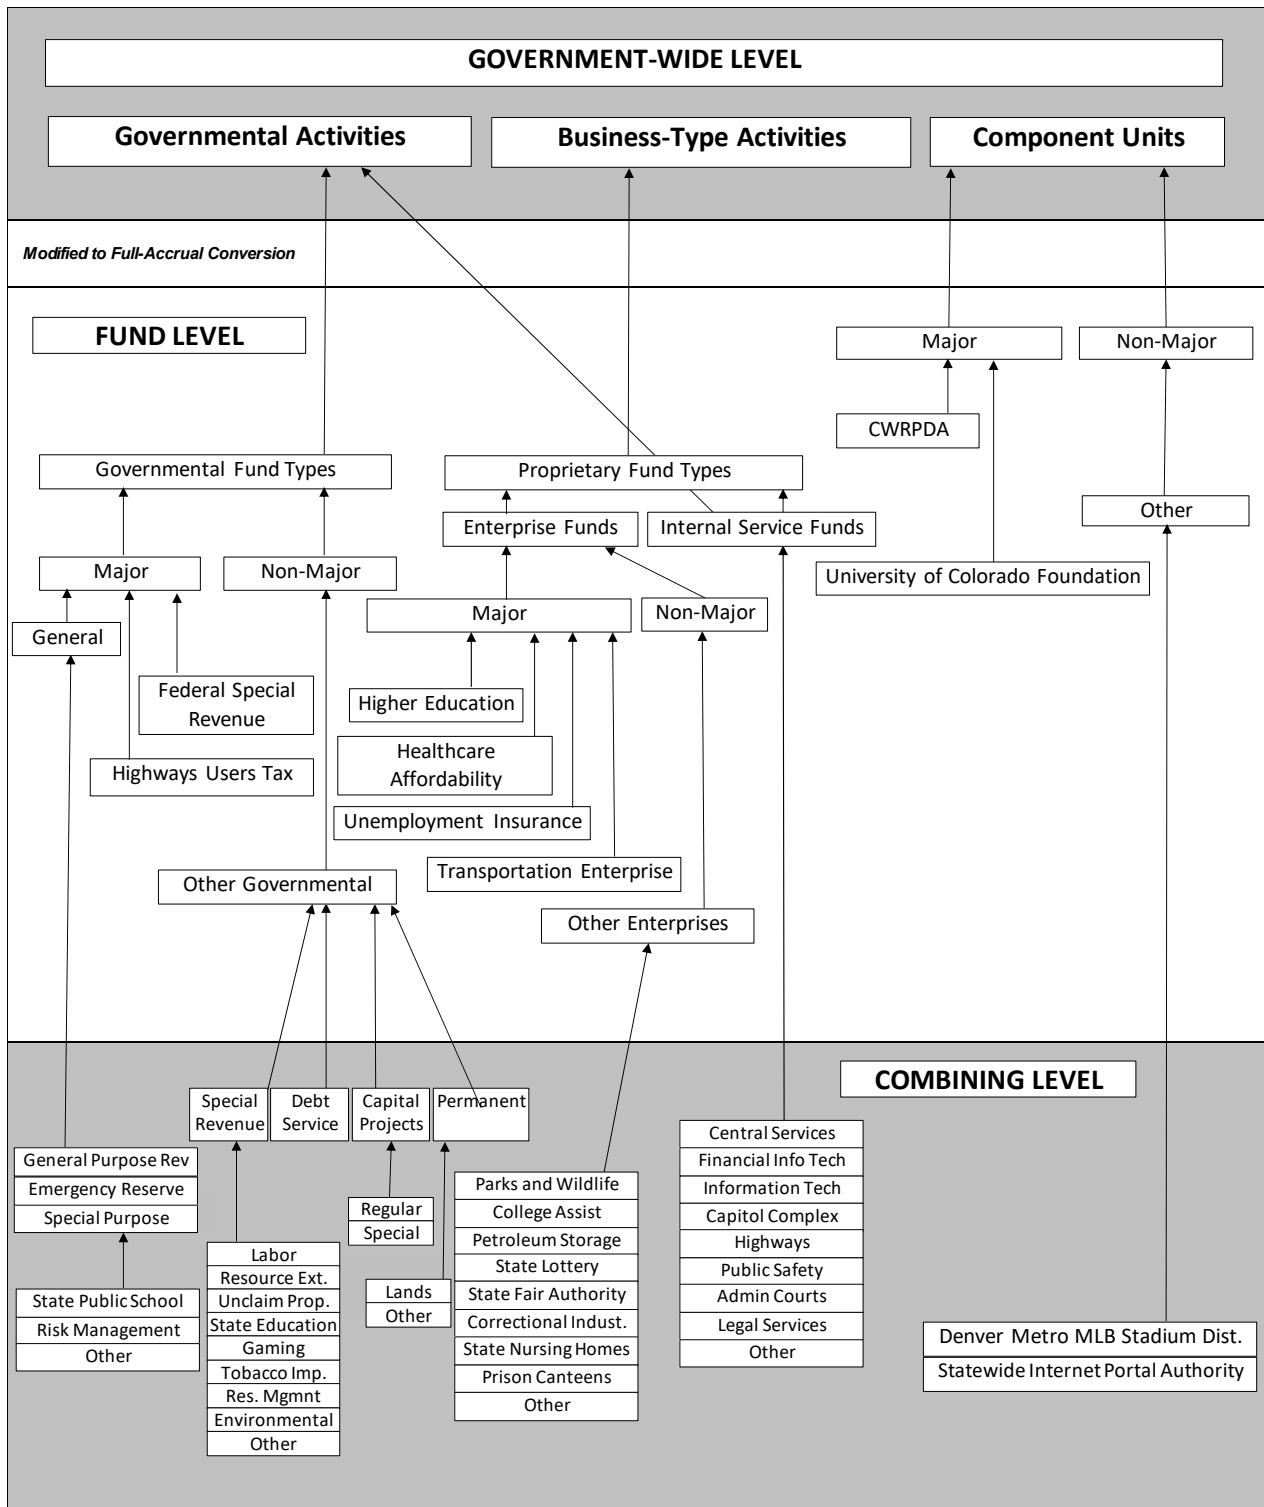 GOVERNMENT-WIDE LEVEL
Governmental Activities
Business-Type Activities
Component Units
Modified to Full-Accrual Conversion
FUND LEVEL
Major
Non-Major
CWRPDA
Governmental Fund Types
Proprietary Fund Types
Other
Enterprise Funds
Internal Service Funds
Major
Non-Major
University of Colorado Foundation
Major
Non-Major
General
Federal Special
Revenue
Higher Education
Healthcare
Affordability
Highways Users Tax
Unemployment Insurance
Transportation Enterprise
Other Governmental
Other Enterprises
COMBINING LEVEL
Special
Revenue
Debt
Service
Capital
Projects
Permanent
General Purpose Rev
Emergency Reserve
Special Purpose
State Public School
Risk Management
Other
Labor
Resource Ext.
Unclaim Prop.
State Education
Gaming
Tobacco Imp.
Res. Mgmnt
Environmental
Other
Regular
Special
Lands
Other
Parks and Wildlife
College Assist
Petroleum Storage
State Lottery
State Fair Authority
Correctional Indust.
State Nursing Homes
Prison Canteens
Other
Central Services
Financial Info Tech
Information Tech
Capitol Complex
Highways
Public Safety
Admin Courts
Legal Services
Other
Denver Metro MLB Stadium Dist.
Statewide Internet Portal Authority